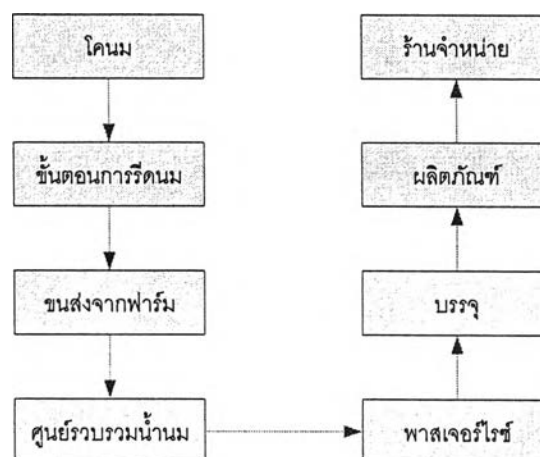 โคนม
ขั้นตอนการรีดนม
ขนส่งจากฟาร์ม
ศูนย์รวบรวมน้ำนม
พาสเจอร์ไรซ์
บรรจุ
ผลิตภัณฑ์
ร้านจำหน่าย